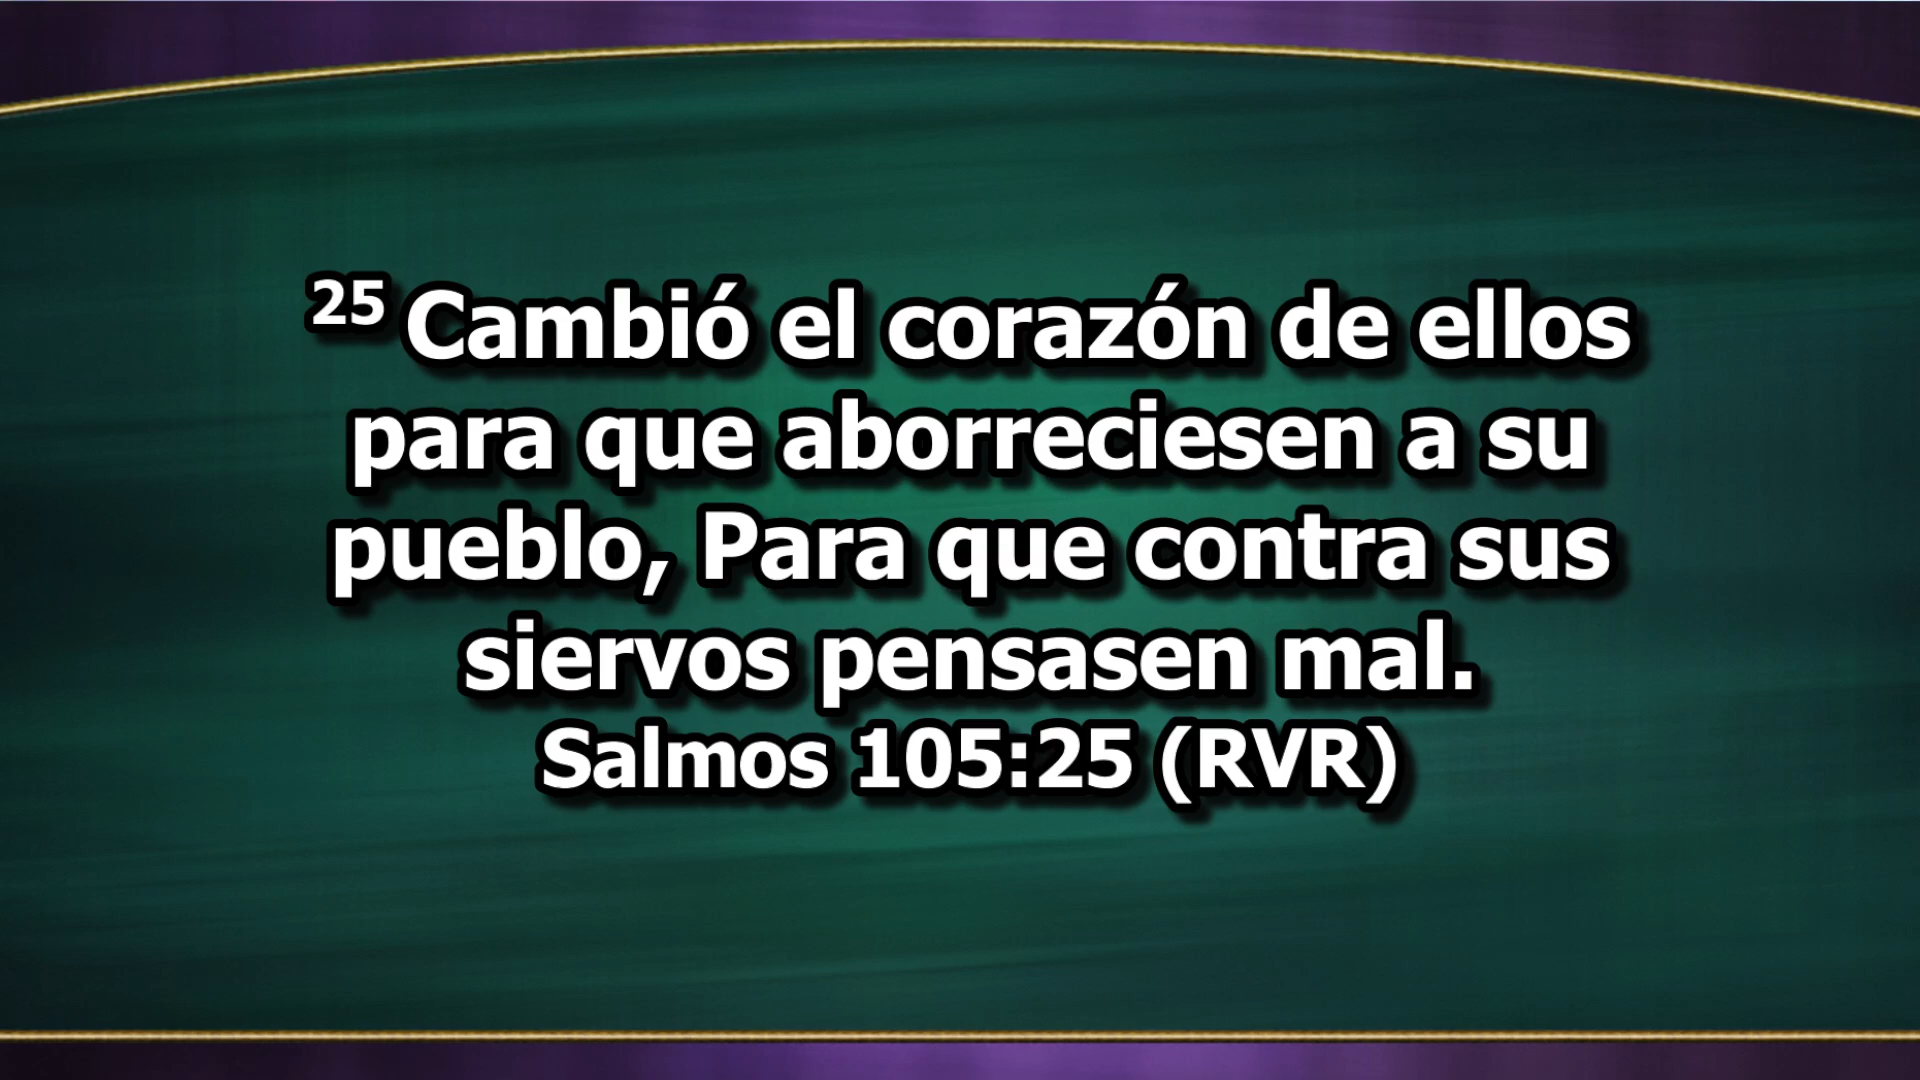 25 Cambió el corazón de ellos
para que aborreciesen a su
pueblo, Para que contra sus
siervos pensasen mal.
Salmos 105:25 (RVR)